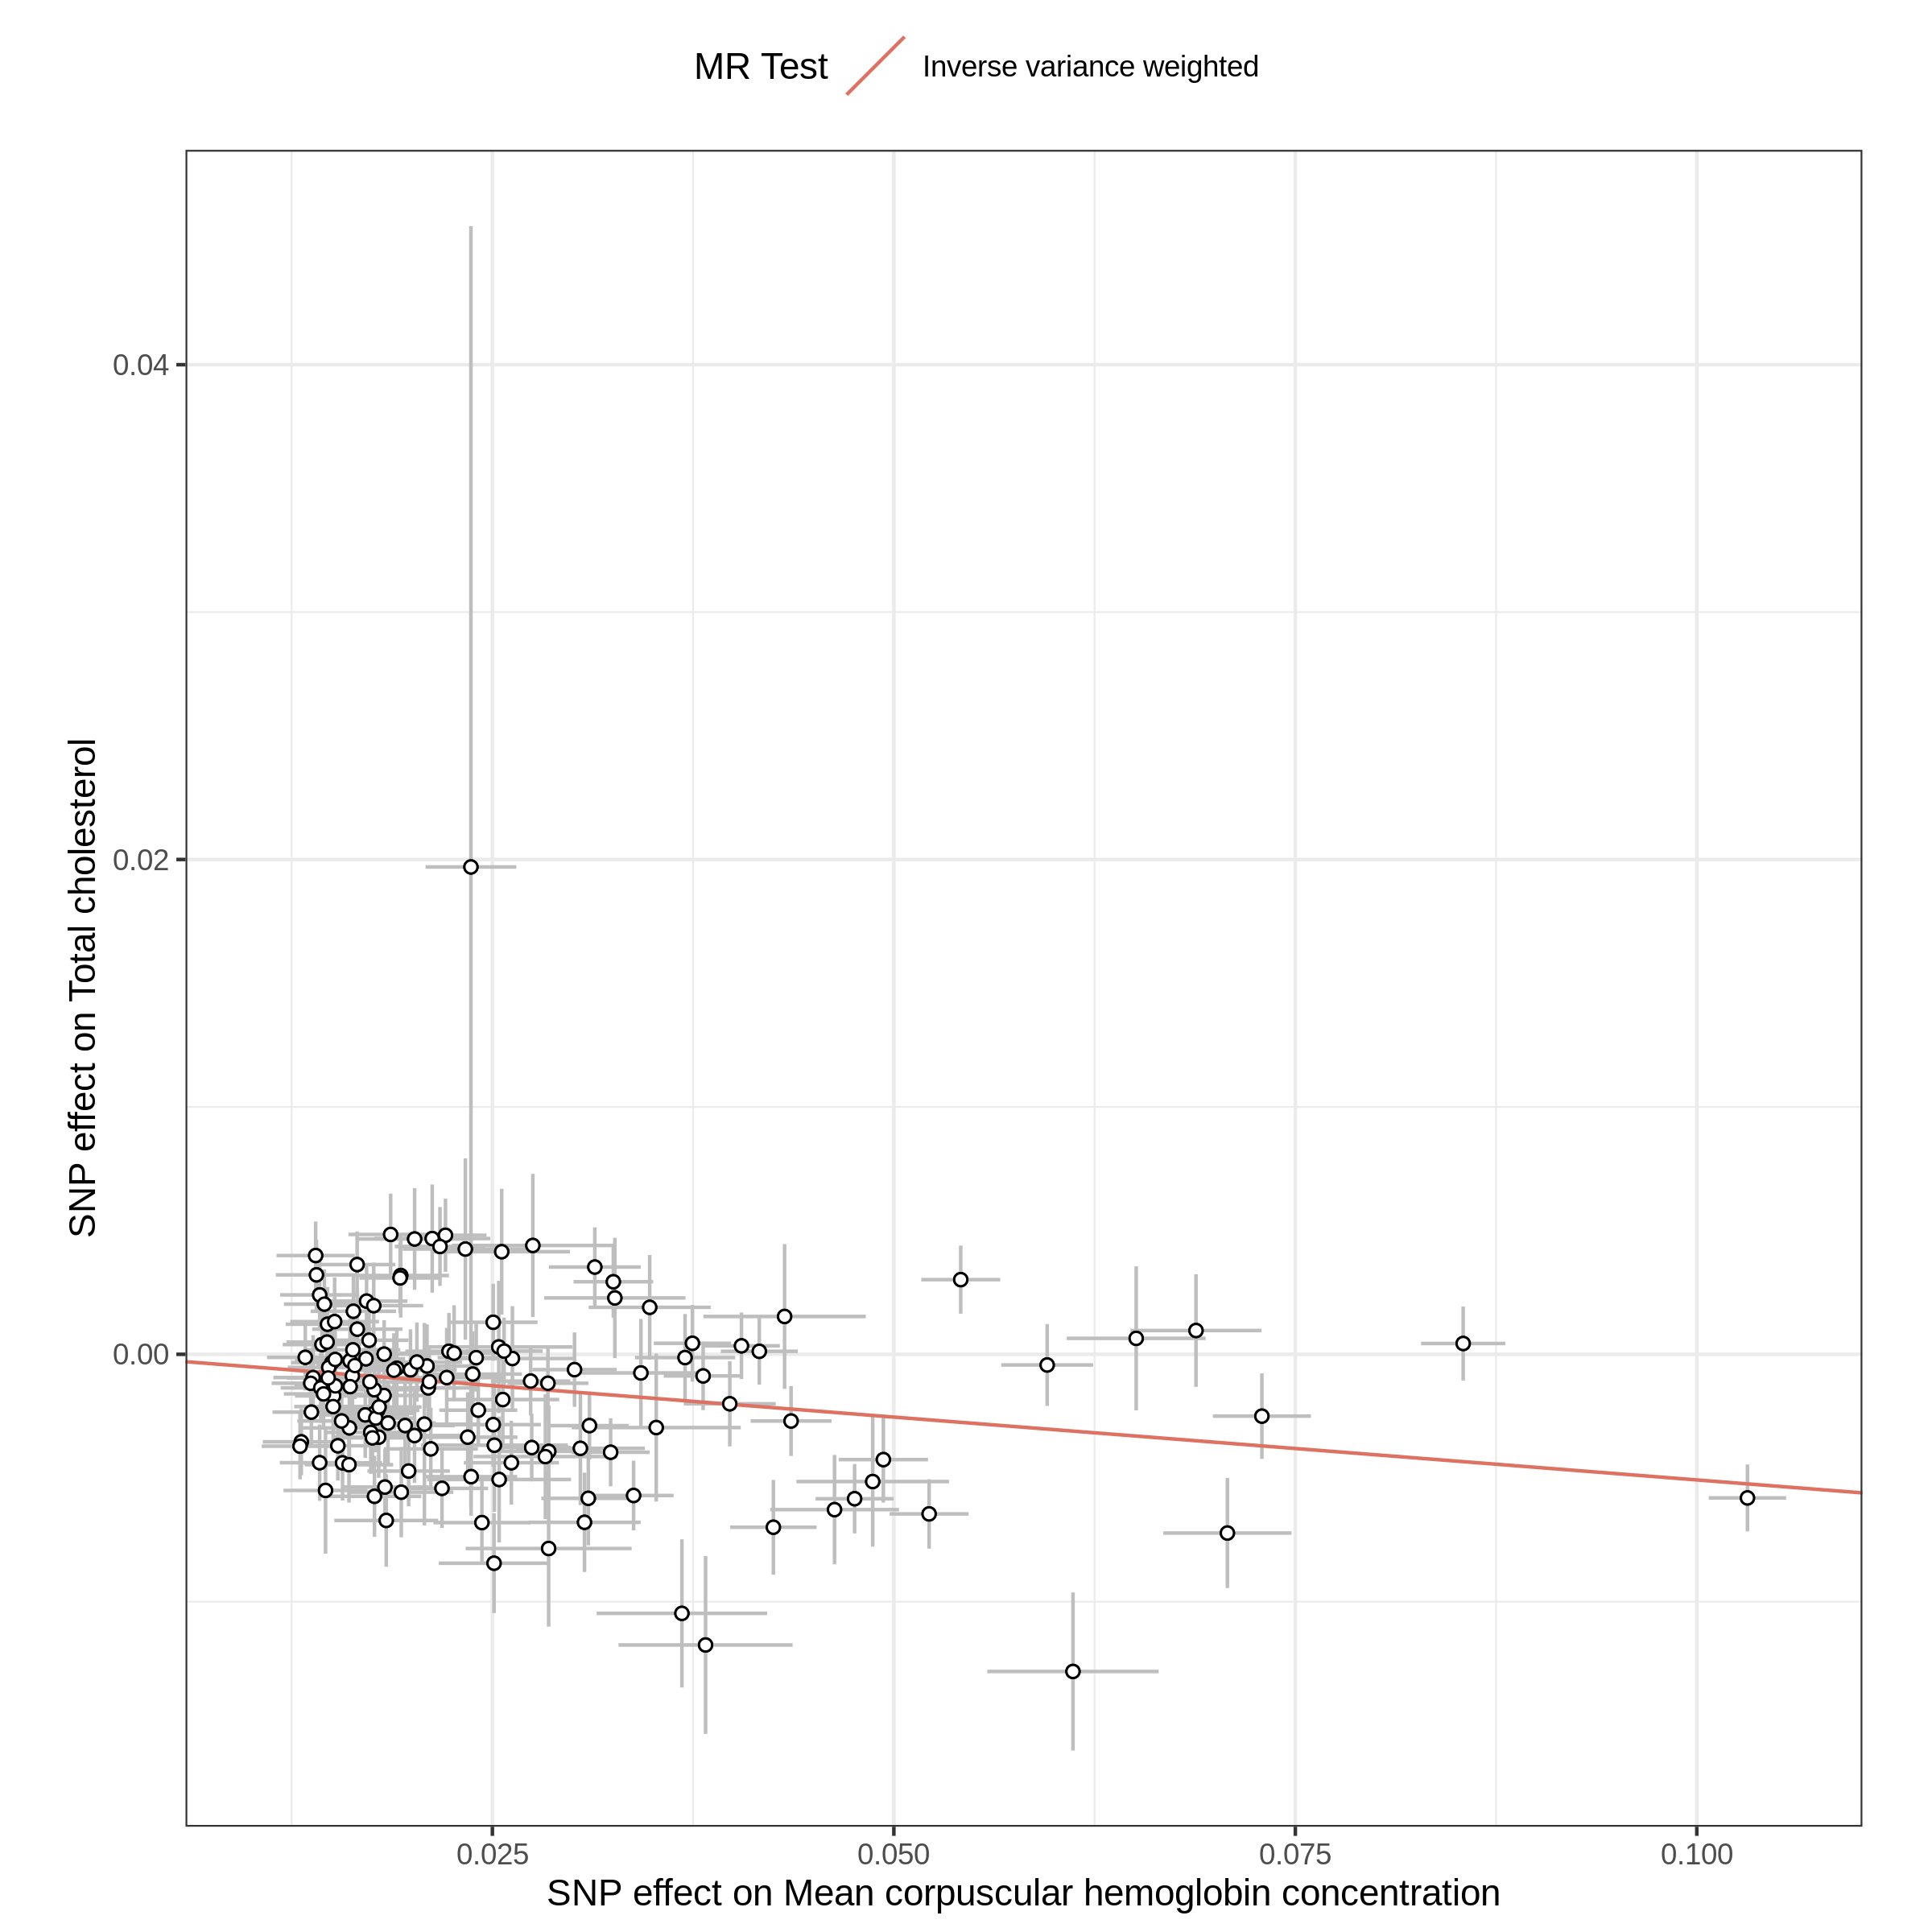 MR Test
Inverse variance weighted
SNP effect on Total cholesterol
0.04
0.02
0.00
0.025
0.050
0.075
0.100
SNP effect on Mean corpuscular hemoglobin concentration